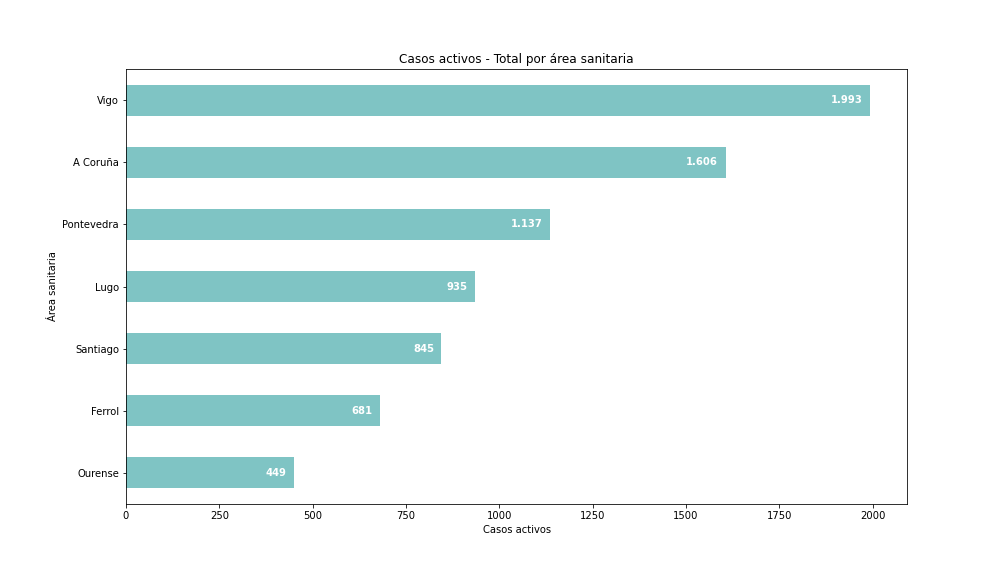 Casos activos - Total por área sanitaria
Vigo
1.993
A Coruña
1.606
Pontevedra
1.137
Lugo
935
Santiago
845
Ferrol
681
Ourense
449
Área sanitaria
0 250 500 750 1000 1250 1500 1750 2000
Casos activos